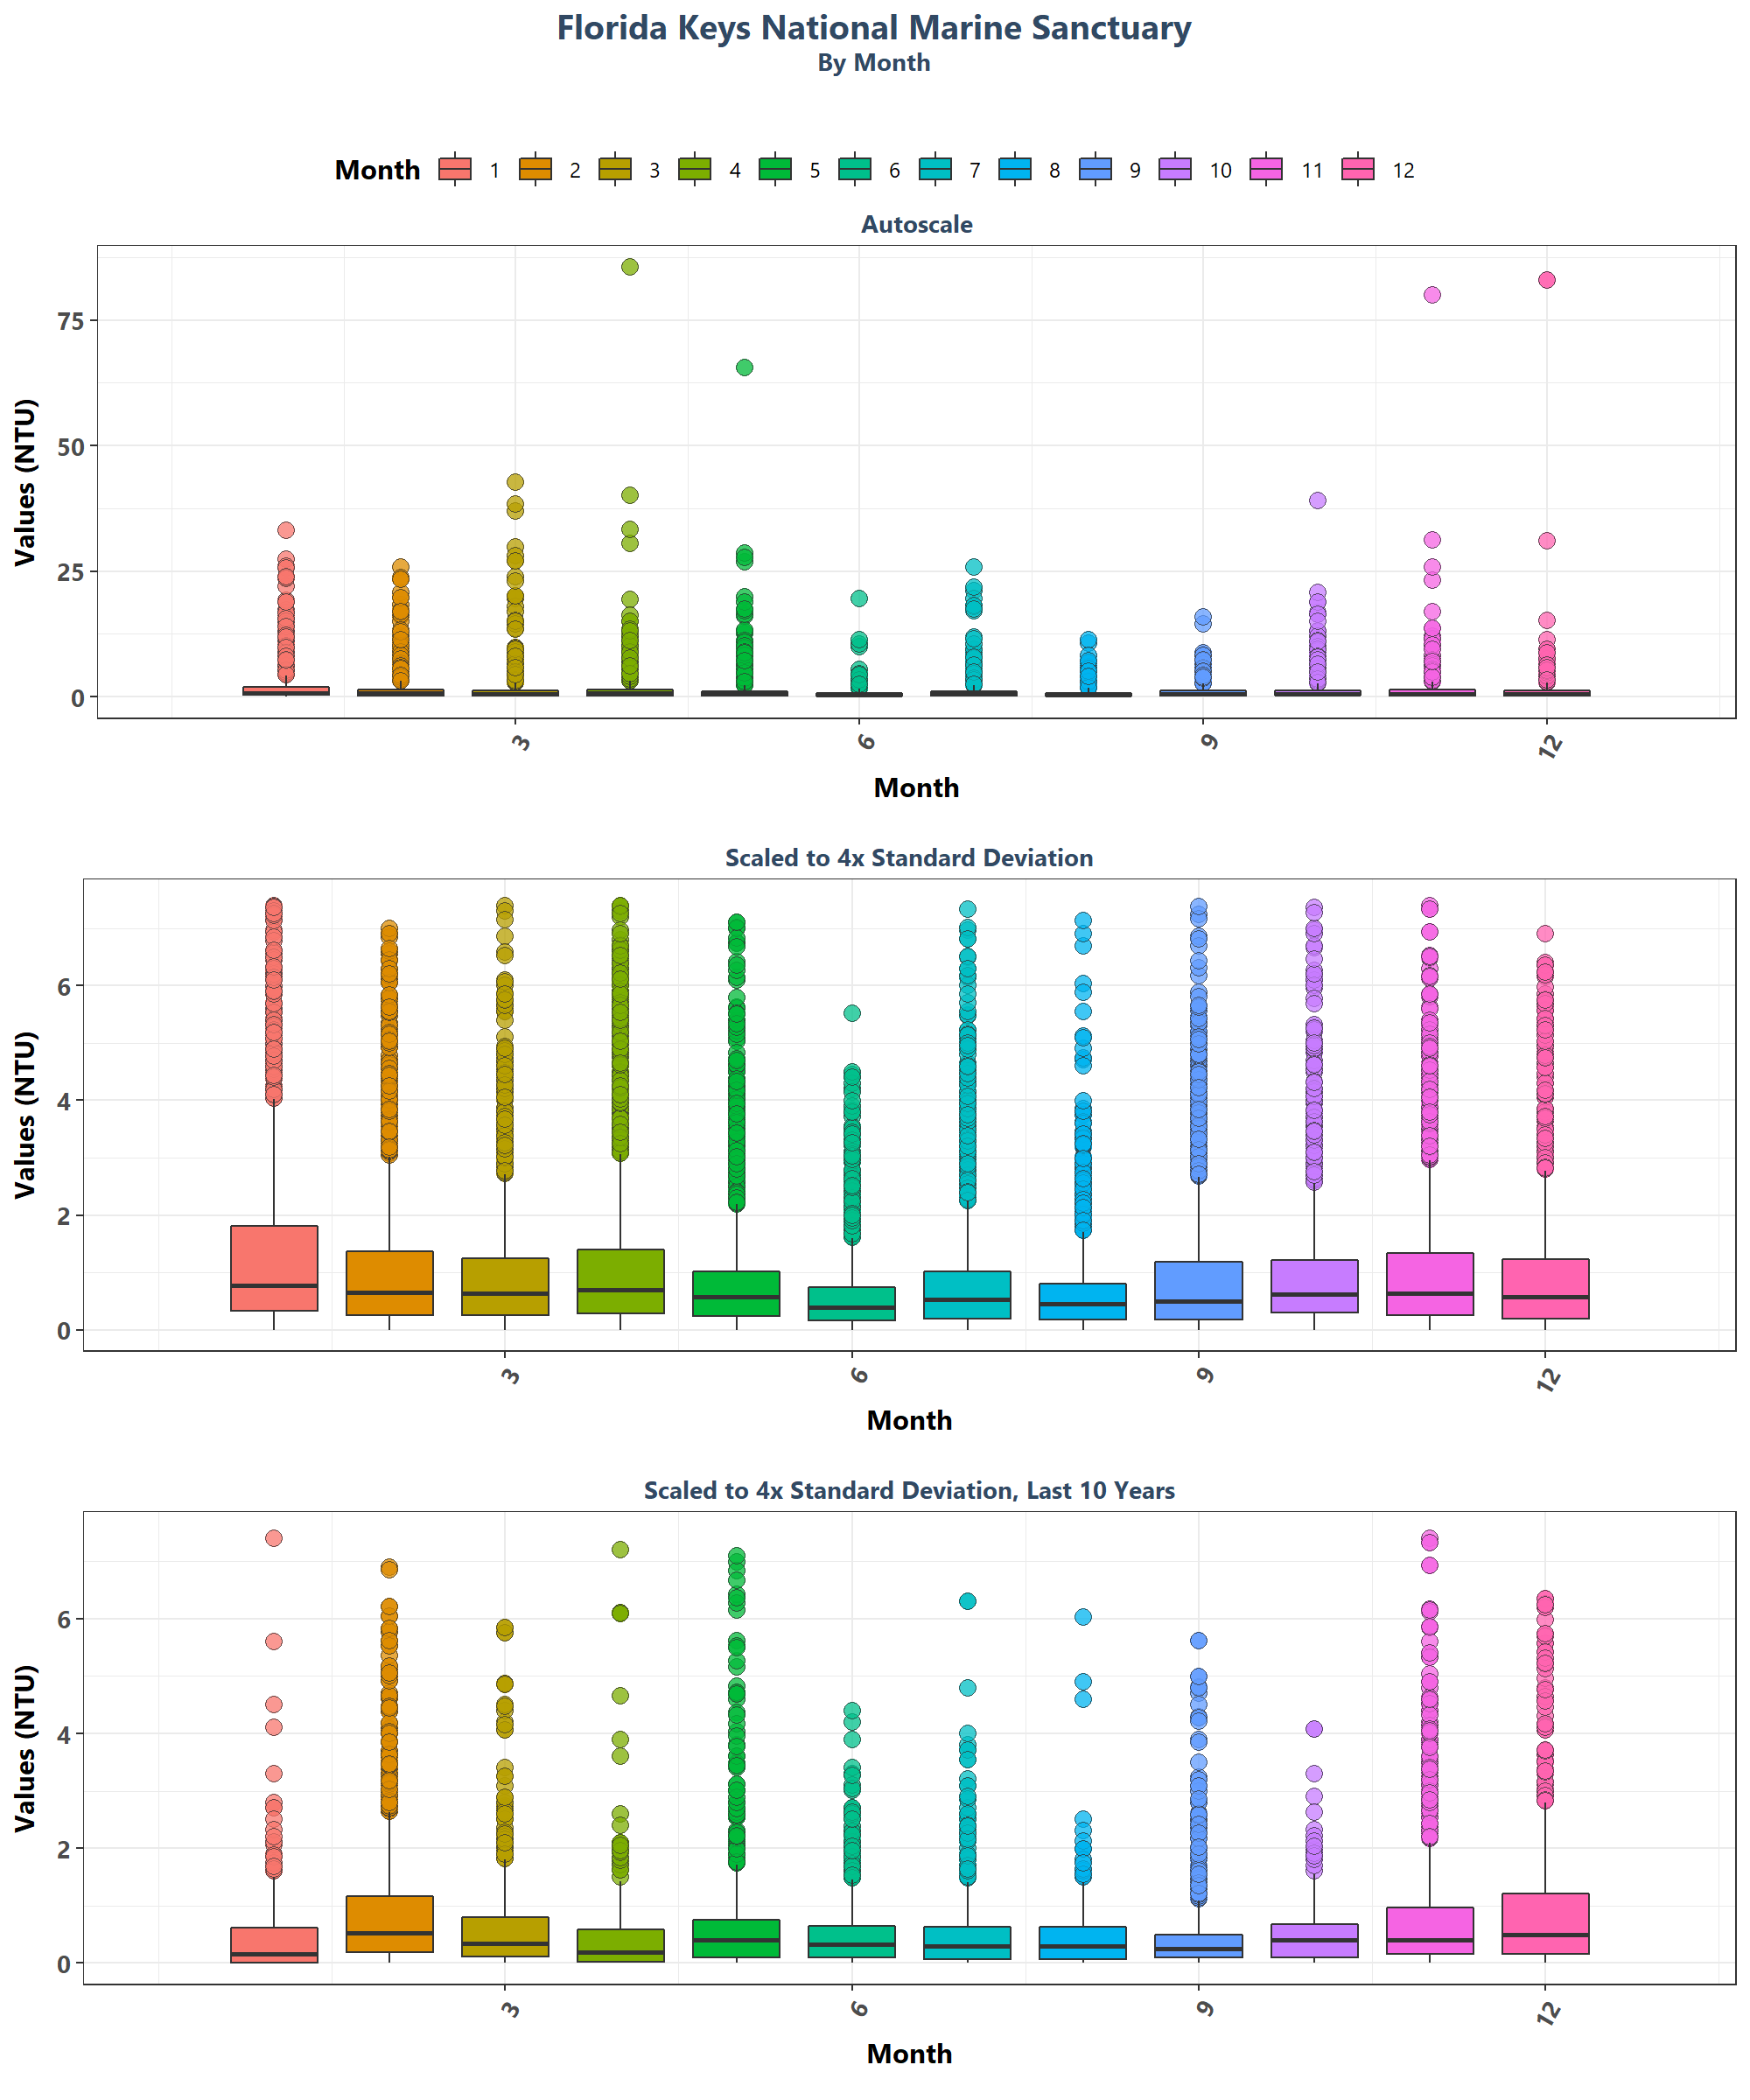 Florida Keys National Marine Sanctuary
By Month
Month 1 2 3 4 5 6 7 8 9 10 11 12
Autoscale
Values (NTU)
75
50
25
0
3 6 9 12
Month
Scaled to 4x Standard Deviation
Values (NTU)
6
4
2
0
3 6 9 12
Month
Scaled to 4x Standard Deviation, Last 10 Years
Values (NTU)
6
4
2
0
3 6 9 12
Month